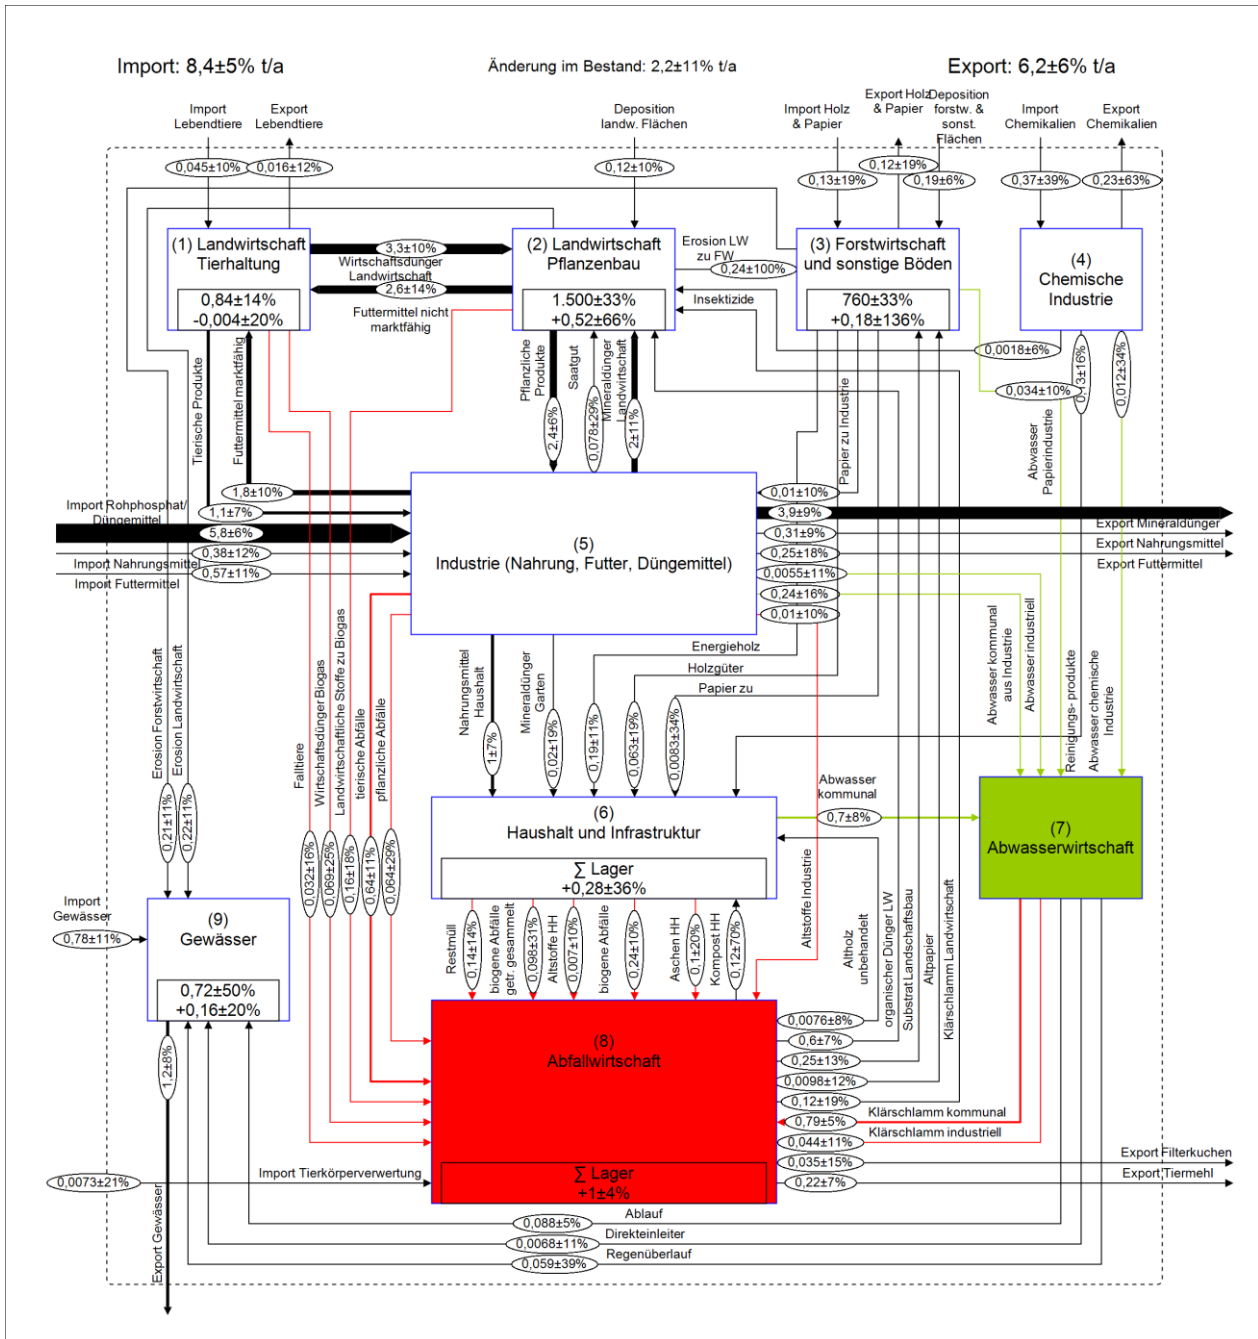 Import: 8,4±5% t/a
Änderung im Bestand: 2,2±11% t/a
Export: 6,2±6% t/a
Import
Lebendtiere
Export
Lebendtiere
Deposition
landw. Flächen
Import Holz
& Papier
Export Holz
& Papier
Deposition
forstw. &
sonst.
Flächen
Import
Chemikalien
Export
Chemikalien
0,045±10%
0,016±12%
0,12±10%
0,13±19%
0,12±19%
0,19±6%
0,37±39%
0,23±63%
(1) Landwirtschaft
Tierhaltung
0,84±14%
-0,004±20%
3,3±10%
Wirtschaftsdünger
Landwirtschaft
2,6±14%
Futtermittel nicht
marktfähig
(2) Landwirtschaft
Pflanzenbau
1.500±33%
+0,52±66%
Erosion LW
zu FW
0,24±100%
Insektizide
(3) Forstwirtschaft
und sonstige Böden
760±33%
+0,18±136%
(4)
Chemische
Industrie
0,0018±6%
0,034±10%
0,13±16%
0,012±34%
Tierische Produkte
Futtermittel marktfähig
Pflanzliche
Produkte
2,4±6%
Saatgut
0,078±29%
Mineraldünger
Landwirtschaft
2±11%
Papier zu Industrie
Abwasser
Papierindustrie
1,8±10%
1,1±7%
Import Rohphosphat/
Düngemittel
5,8±6%
0,38±12%
Import Nahrungsmittel
0,57±11%
Import Futtermittel
(5)
Industrie (Nahrung, Futter, Düngemittel)
0,01±10%
3,9±9%
Export Mineraldünger
0,31±9%
Export Nahrungsmittel
0,25±18%
Export Futtermittel
0,0055±11%
0,24±16%
0,01±10%
Erosion Forstwirtschaft
Erosion Landwirtschaft
0,21±11%
0,22±11%
Falltiere
Wirtschaftsdünger Biogas
Landwirtschaftliche Stoffe zu Biogas
tierische Abfälle
pflanzliche Abfälle
0,032±16%
0,069±25%
0,16±18%
0,64±11%
0,064±29%
Nahrungsmittel
Haushalt
1±7%
Mineraldünger
Garten
0,02±19%
Energieholz
0,19±11%
Holzgüter
0,063±19%
Papier zu
0,0083±34%
Abwasser kommunal
aus Industrie
Abwasser industriell
Reinigungs- produkte
Abwasser chemische
Industrie
(6)
Haushalt und Infrastruktur
∑ Lager
+0,28±36%
Abwasser
kommunal
0,7±8%
(7)
Abwasserwirtschaft
Import
Gewässer
0,78±11%
(9)
Gewässer
0,72±50%
+0,16±20%
1,2±8%
Export Gewässer
Restmüll
0,14±14%
biogene Abfälle
getr. gesammelt
0,098±31%
Altstoffe HH
0,007±10%
biogene Abfälle
0,24±10%
Aschen HH
0,1±20%
Kompost HH
0,12±70%
Altstoffe Industrie
Altholz
unbehandelt
organischer Dünger LW
Substrat Landschaftsbau
Altpapier
Klärschlamm Landwirtschaft
(8)
Abfallwirtschaft
∑ Lager
+1±4%
0,0076±8%
0,6±7%
0,25±13%
0,0098±12%
0,12±19%
Klärschlamm kommunal
0,79±5%
Klärschlamm industriell
0,044±11%
0,035±15%
Export Filterkuchen
0,22±7%
Export Tiermehl
0,0073±21%
Import Tierkörperverwertung
Ablauf
0,088±5%
Direkteinleiter
0,0068±11%
Regenüberlauf
0,059±39%